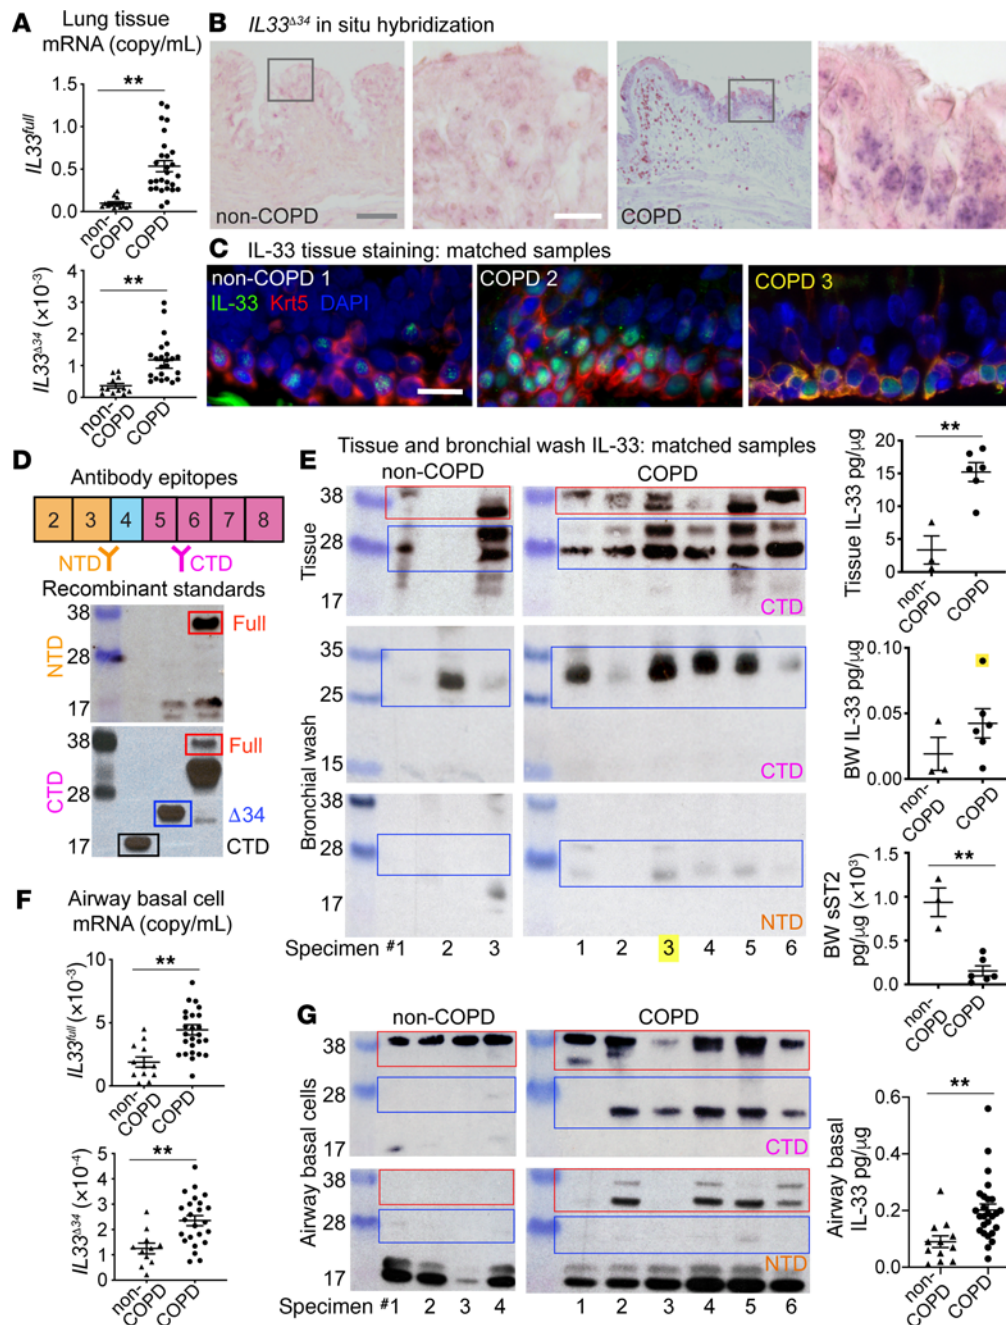 A
Lung tissue
mRNA (copy/mL)
**
IL33full
1.5
1.0
0.5
0.0
non-COPD
COPD
**
IL33Δ34 (×10-3)
4
3
2
1
0
non-COPD
COPD
B IL33Δ34 in situ hybridization
non-COPD
COPD
C IL-33 tissue staining: matched samples
non-COPD 1
IL-33 Krt5 DAPI
COPD 2
COPD 3
D
Antibody epitopes
2 3 4 5 6 7 8
NTD CTD
Recombinant standards
NTD
38
28
17
Full
CTD
38
28
17
Full
Δ34
CTD
E
Tissue and bronchial wash IL-33: matched samples
non-COPD COPD
Tissue
38
28
17
CTD
Bronchial wash
35
25
15
CTD
38
28
17
NTD
Specimen #1 2 3 1 2 3 4 5 6
**
Tissue IL-33 pg/μg
20
15
10
5
0
non-COPD
COPD
BW IL-33 pg/μg
0.10
0.05
0.00
non-COPD
COPD
**
BW sST2
pg/μg (×103)
1.5
1.0
0.5
0.0
non-COPD
COPD
F
Airway basal cell
mRNA (copy/mL)
**
IL33full (×10-3)
10
5
0
non-COPD
COPD
**
IL33Δ34 (×10-4)
5
4
3
2
1
0
non-COPD
COPD
G
non-COPD COPD
Airway basal cells
38
28
17
CTD
38
28
17
NTD
Specimen #1 2 3 4 1 2 3 4 5 6
**
Airway basal
IL-33 pg/μg
0.6
0.4
0.2
0.0
non-COPD
COPD